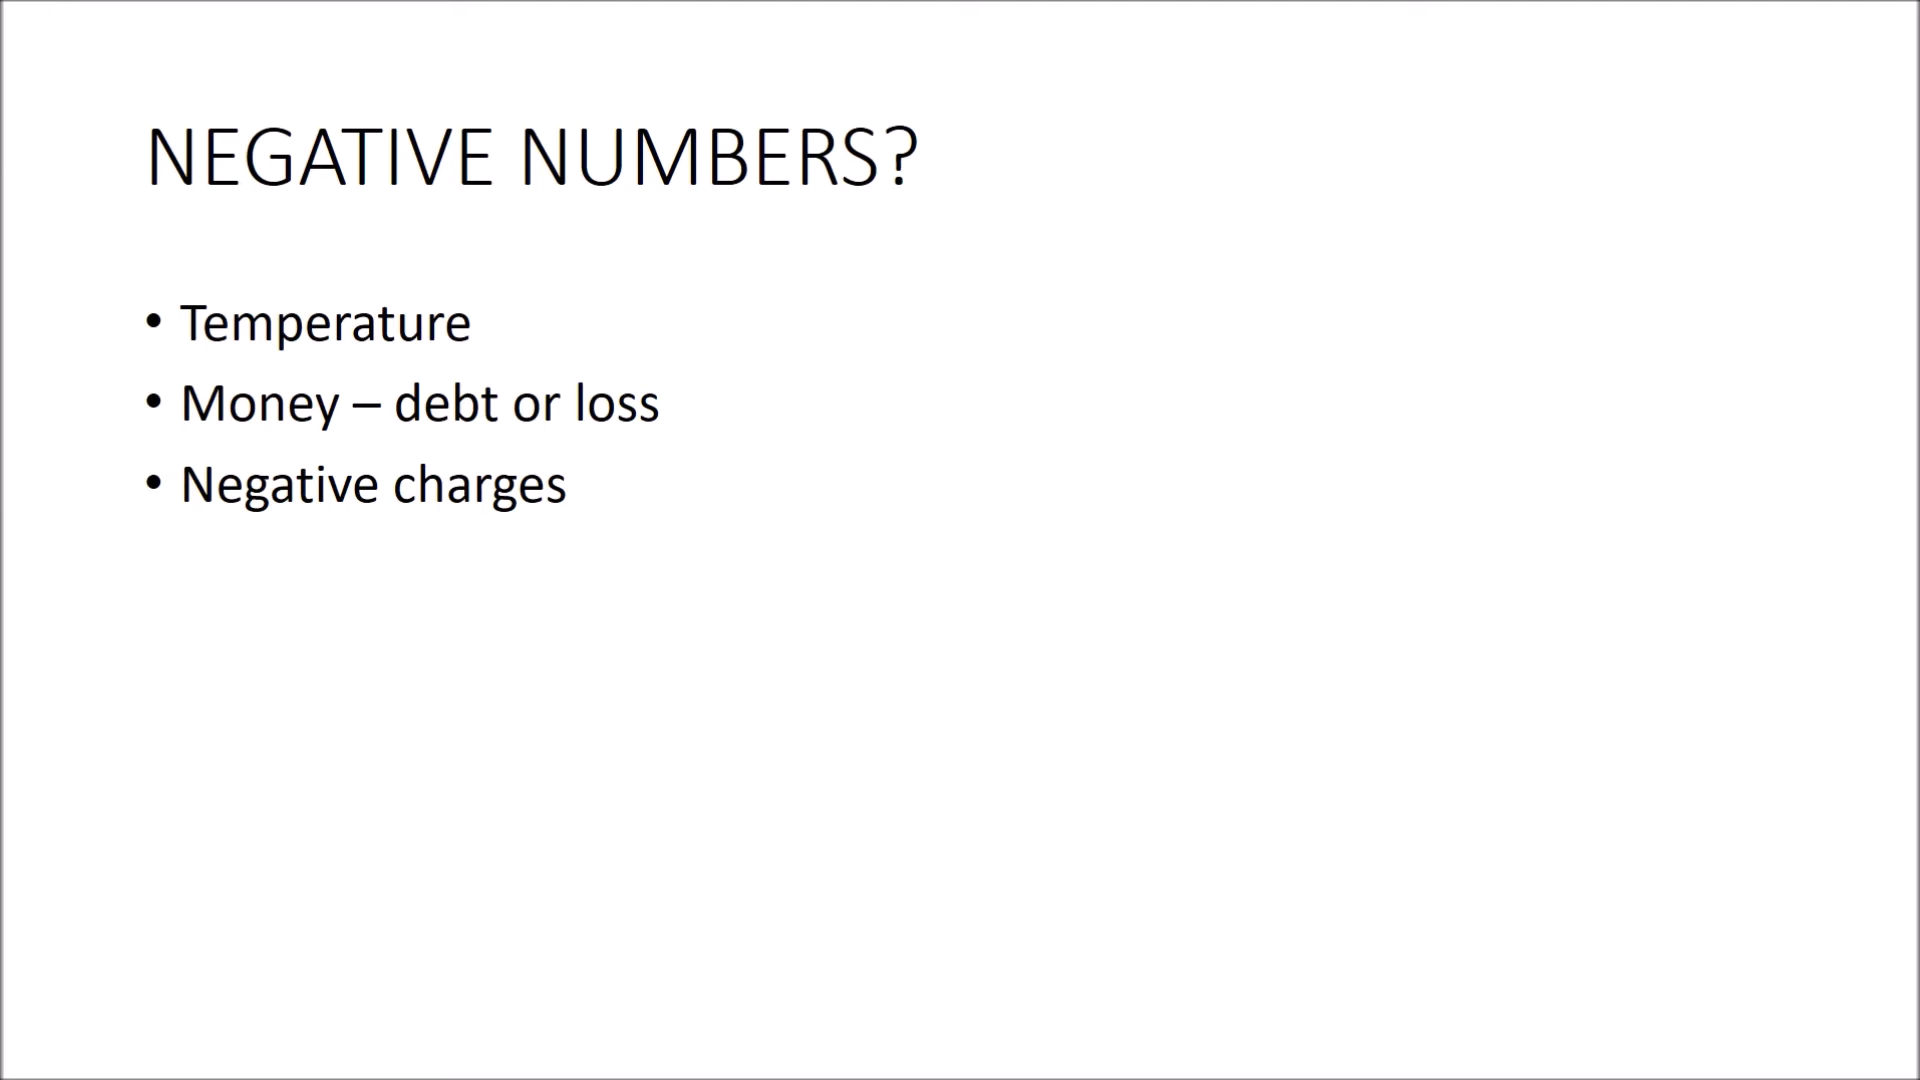 NEGATIVE NUMBERS?
• Temperature
• Money – debt or loss
• Negative charges